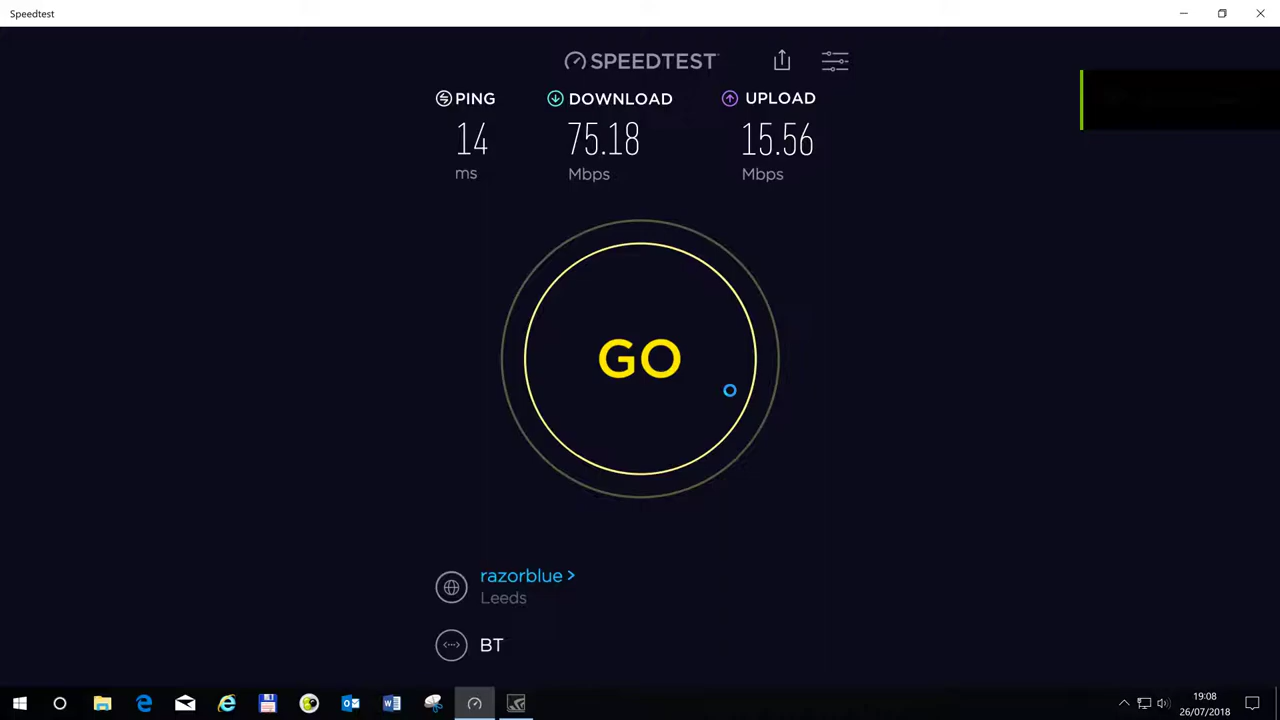 Speedtest
SPEEDTEST
PING
DOWNLOAD
UPLOAD
14
75.18
15.56
ms
Mbps
Mbps
GO
razorblue >
Leeds
BT
19:08
26/07/2018